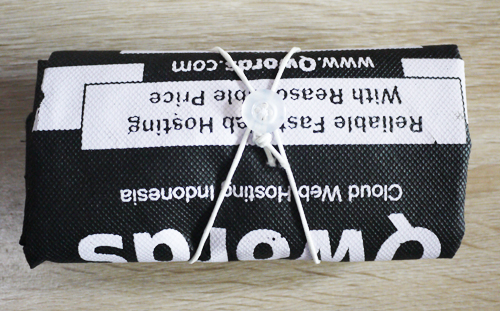 Qwords
Cloud Web Hosting Indonesia
Reliable Fast Web Hosting
With Reasonable Price
www.Qwords.com